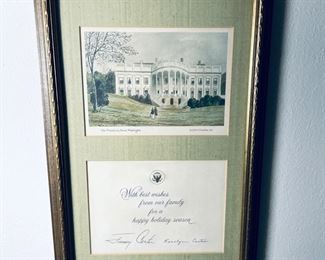 With best wishes
from our family
for a
happy holiday season
Jimmy Carter Rosalynn Carter